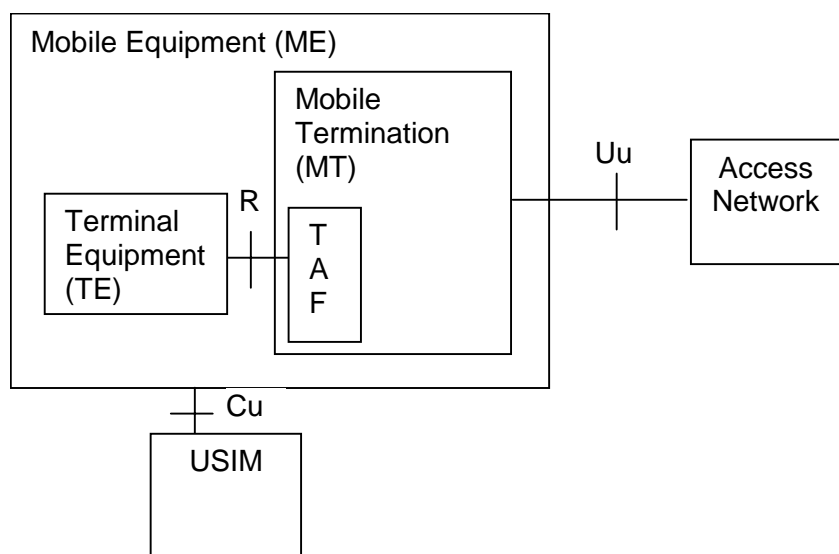 Mobile Equipment (ME)
Mobile
Termination
(MT)
Uu
Access
Network
R
Terminal
Equipment
(TE)
T
A
F
Cu
USIM